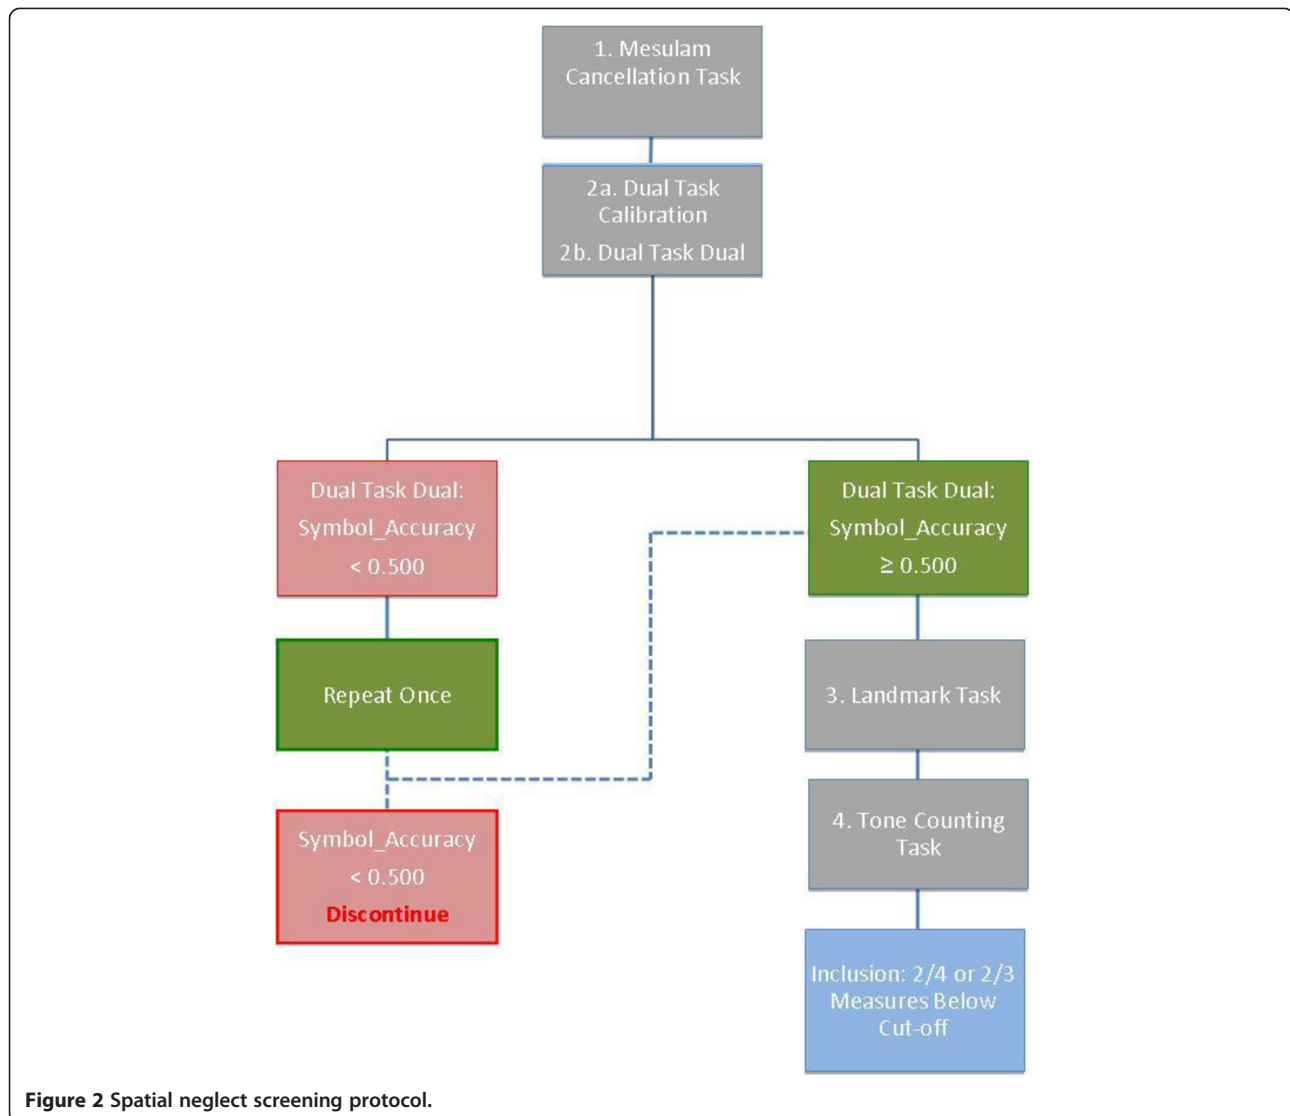 1. Mesulam
Cancellation Task
2a. Dual Task
Calibration
2b. Dual Task Dual
Dual Task Dual:
Symbol_Accuracy
< 0.500
Dual Task Dual:
Symbol_Accuracy
≥ 0.500
Repeat Once
3. Landmark Task
Symbol_Accuracy
< 0.500
Discontinue
4. Tone Counting
Task
Inclusion: 2/4 or 2/3
Measures Below
Cut-off
Figure 2 Spatial neglect screening protocol.